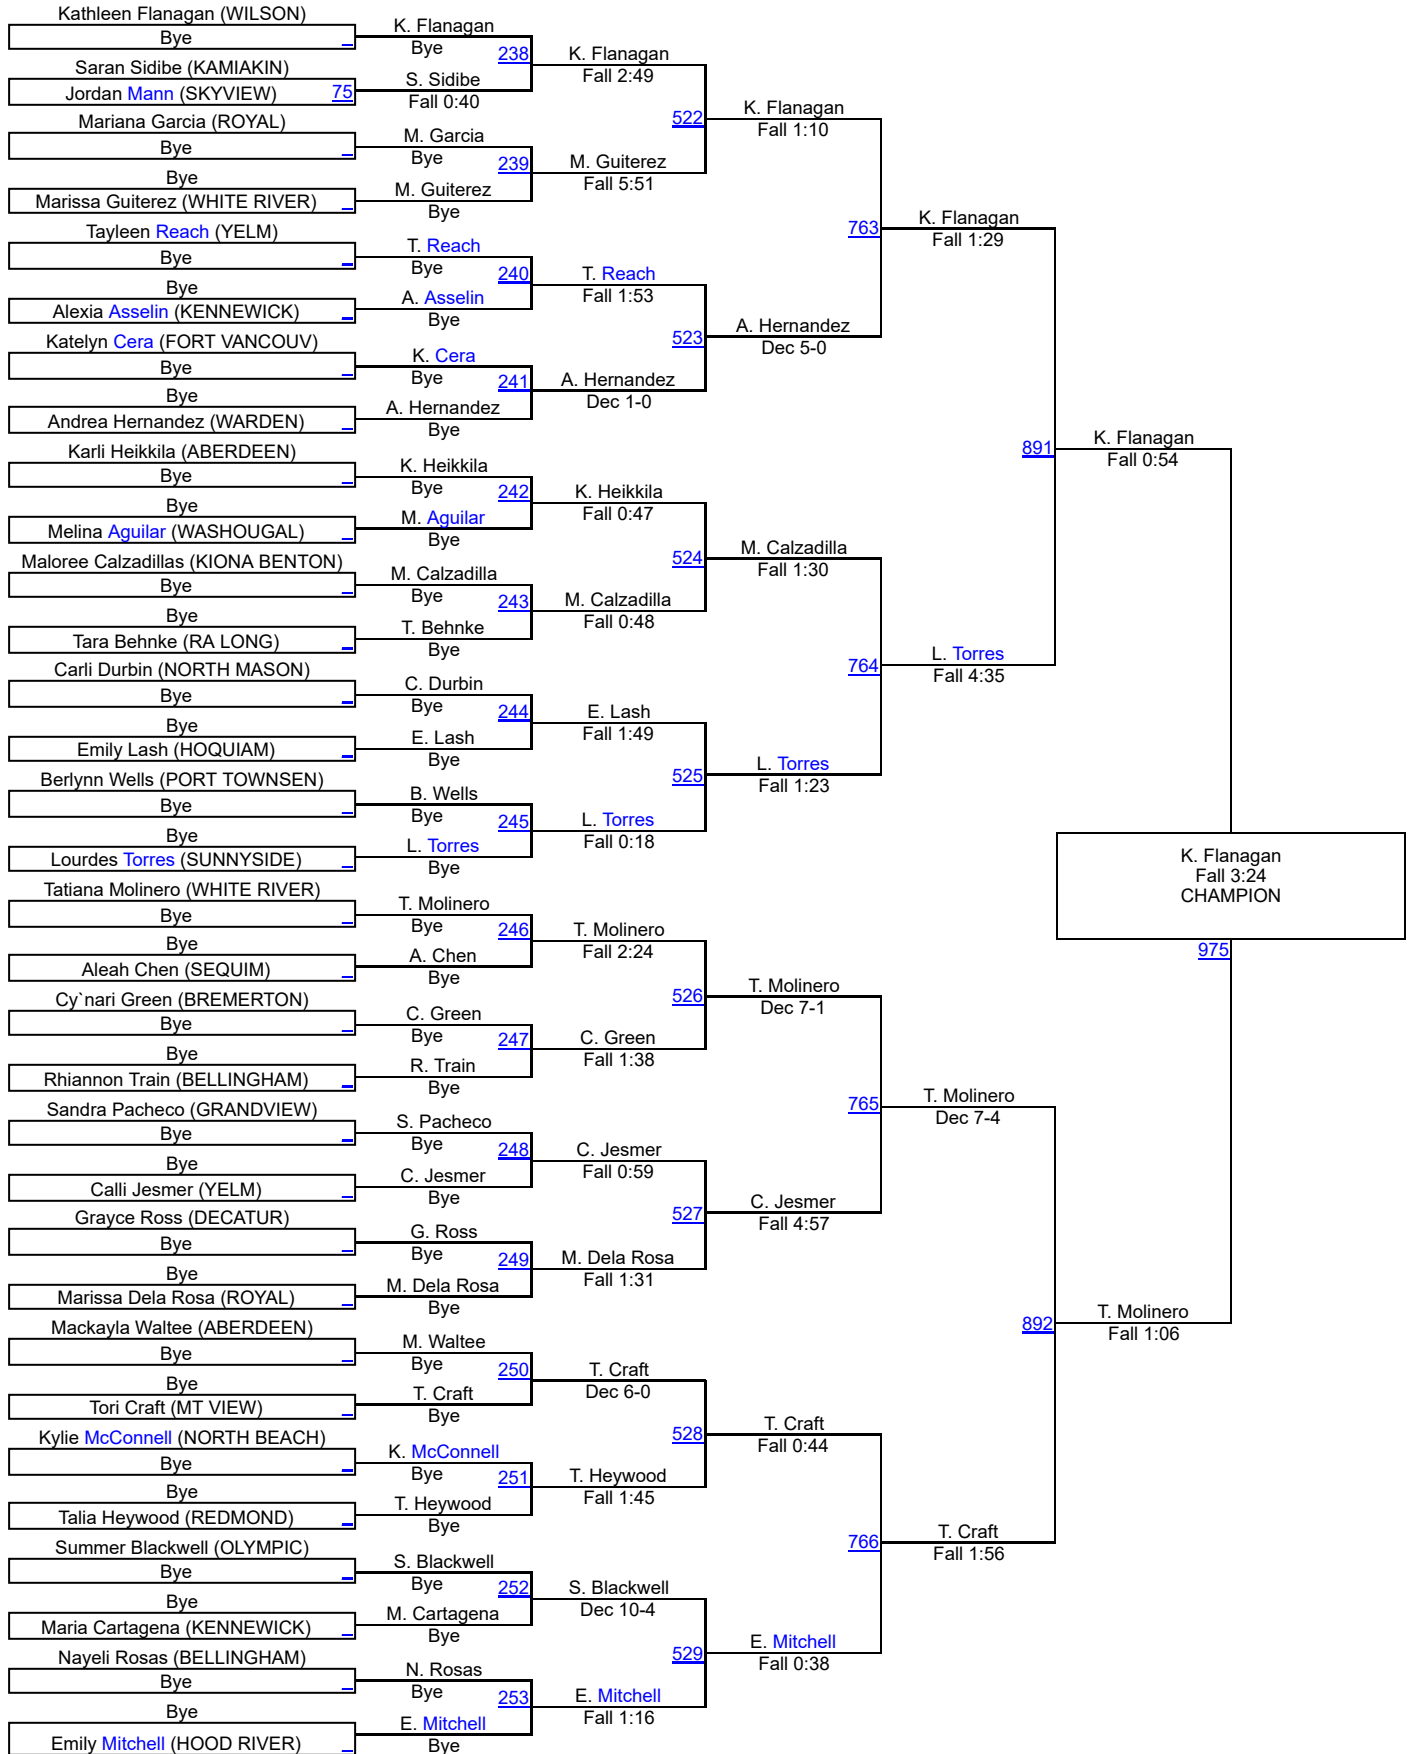 Kathleen Flanagan (WILSON)
Bye
Saran Sidibe (KAMIAKIN)
Jordan Mann (SKYVIEW) 75
Mariana Garcia (ROYAL)
Bye
Bye
Marissa Guiterez (WHITE RIVER)
Tayleen Reach (YELM)
Bye
Bye
Alexia Asselin (KENNEWICK)
Katelyn Cera (FORT VANCOUV)
Bye
Bye
Andrea Hernandez (WARDEN)
Karli Heikkila (ABERDEEN)
Bye
Bye
Melina Aguilar (WASHOUGAL)
Maloree Calzadillas (KIONA BENTON)
Bye
Bye
Tara Behnke (RA LONG)
Carli Durbin (NORTH MASON)
Bye
Bye
Emily Lash (HOQUIAM)
Berlynn Wells (PORT TOWNSEN)
Bye
Bye
Lourdes Torres (SUNNYSIDE)
Tatiana Molinero (WHITE RIVER)
Bye
Bye
Aleah Chen (SEQUIM)
Cy`nari Green (BREMERTON)
Bye
Bye
Rhiannon Train (BELLINGHAM)
Sandra Pacheco (GRANDVIEW)
Bye
Bye
Calli Jesmer (YELM)
Grayce Ross (DECATUR)
Bye
Bye
Marissa Dela Rosa (ROYAL)
Mackayla Waltee (ABERDEEN)
Bye
Bye
Tori Craft (MT VIEW)
Kylie McConnell (NORTH BEACH)
Bye
Bye
Talia Heywood (REDMOND)
Summer Blackwell (OLYMPIC)
Bye
Bye
Maria Cartagena (KENNEWICK)
Nayeli Rosas (BELLINGHAM)
Bye
Bye
Emily Mitchell (HOOD RIVER)
K. Flanagan
Bye
238
S. Sidibe
Fall 0:40
M. Garcia
Bye
239
M. Guiterez
Bye
T. Reach
Bye
240
A. Asselin
Bye
K. Cera
Bye
241
A. Hernandez
Bye
K. Heikkila
Bye
242
M. Aguilar
Bye
M. Calzadilla
Bye
243
T. Behnke
Bye
C. Durbin
Bye
244
E. Lash
Bye
B. Wells
Bye
245
L. Torres
Bye
T. Molinero
Bye
246
A. Chen
Bye
C. Green
Bye
247
R. Train
Bye
S. Pacheco
Bye
248
C. Jesmer
Bye
G. Ross
Bye
249
M. Dela Rosa
Bye
M. Waltee
Bye
250
T. Craft
Bye
K. McConnell
Bye
251
T. Heywood
Bye
S. Blackwell
Bye
252
M. Cartagena
Bye
N. Rosas
Bye
253
E. Mitchell
Bye
K. Flanagan
Fall 2:49
522
M. Guiterez
Fall 5:51
T. Reach
Fall 1:53
523
A. Hernandez
Dec 1-0
K. Heikkila
Fall 0:47
524
M. Calzadilla
Fall 0:48
E. Lash
Fall 1:49
525
L. Torres
Fall 0:18
T. Molinero
Fall 2:24
526
C. Green
Fall 1:38
C. Jesmer
Fall 0:59
527
M. Dela Rosa
Fall 1:31
T. Craft
Dec 6-0
528
T. Heywood
Fall 1:45
S. Blackwell
Dec 10-4
529
E. Mitchell
Fall 1:16
K. Flanagan
Fall 1:10
763
A. Hernandez
Dec 5-0
M. Calzadilla
Fall 1:30
764
L. Torres
Fall 1:23
T. Molinero
Dec 7-1
765
C. Jesmer
Fall 4:57
T. Craft
Fall 0:44
766
E. Mitchell
Fall 0:38
K. Flanagan
Fall 1:29
891
L. Torres
Fall 4:35
T. Molinero
Dec 7-4
892
T. Craft
Fall 1:56
K. Flanagan
Fall 0:54
K. Flanagan
Fall 3:24
CHAMPION
975
T. Molinero
Fall 1:06